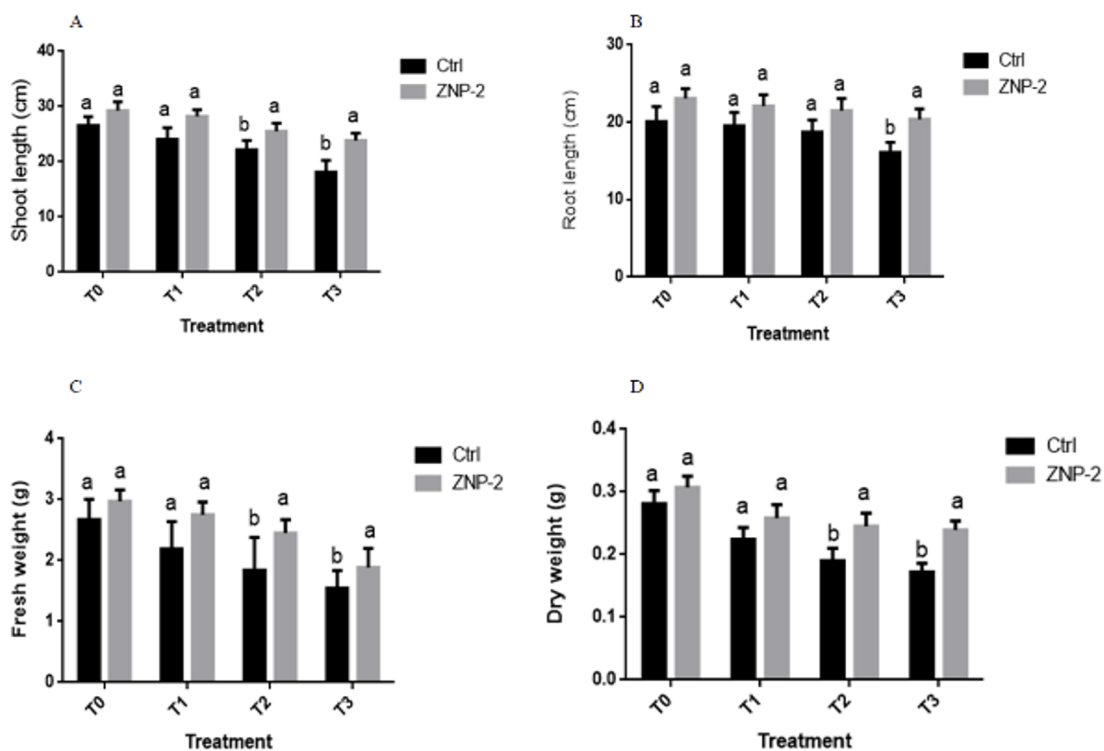 A
Shoot length (cm)
40
30
20
10
0
a a a a b a b a
T0 T1 T2 T3
Treatment
Ctrl
ZNP-2
B
Root length (cm)
30
20
10
0
a a a a a a b a
T0 T1 T2 T3
Treatment
Ctrl
ZNP-2
C
Fresh weight (g)
4
3
2
1
0
a a a a b a b a
T0 T1 T2 T3
Treatment
Ctrl
ZNP-2
D
Dry weight (g)
0.4
0.3
0.2
0.1
0.0
a a a a b a b a
T0 T1 T2 T3
Treatment
Ctrl
ZNP-2